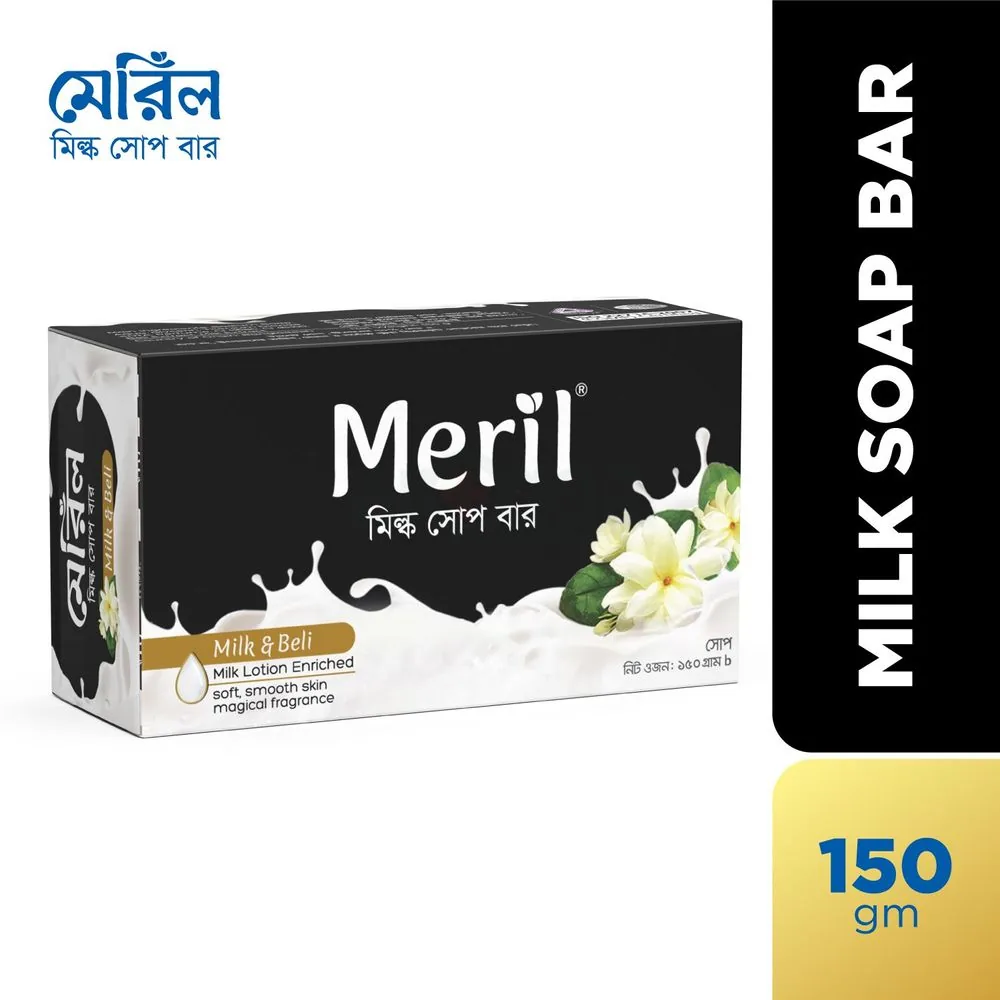 মেরিল
মিল্ক সোপ বার
Meril®
মিল্ক সোপ বার
Milk & Beli
Milk Lotion Enriched
soft, smooth skin
magical fragrance
সোপ
নিট ওজন: ১৫০ গ্রাম b
মেরিল
মিল্ক সোপ বার
Milk & Beli
MILK SOAP BAR
150
gm